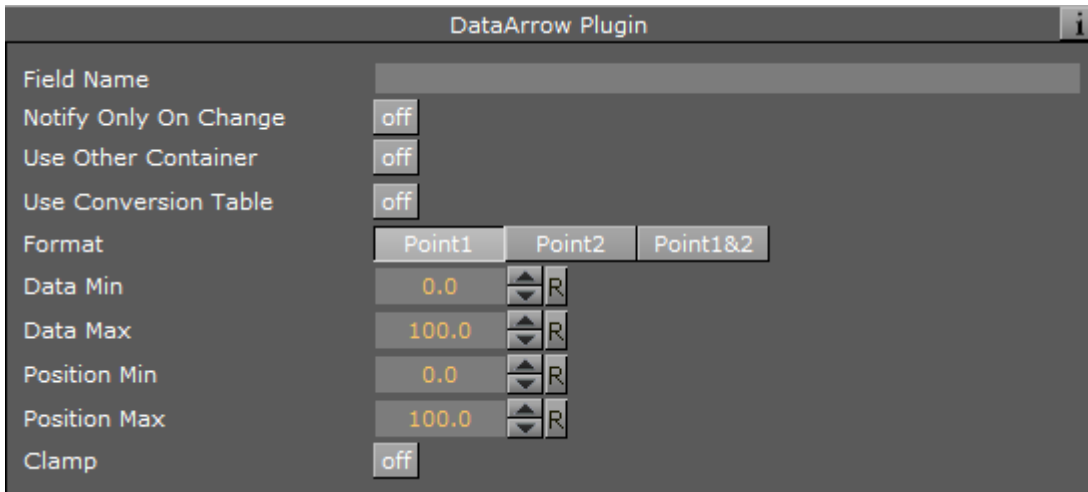 DataArrow Plugin i
Field Name
Notify Only On Change off
Use Other Container off
Use Conversion Table off
Format Point1 Point2 Point1&2
Data Min 0.0 R
Data Max 100.0 R
Position Min 0.0 R
Position Max 100.0 R
Clamp off